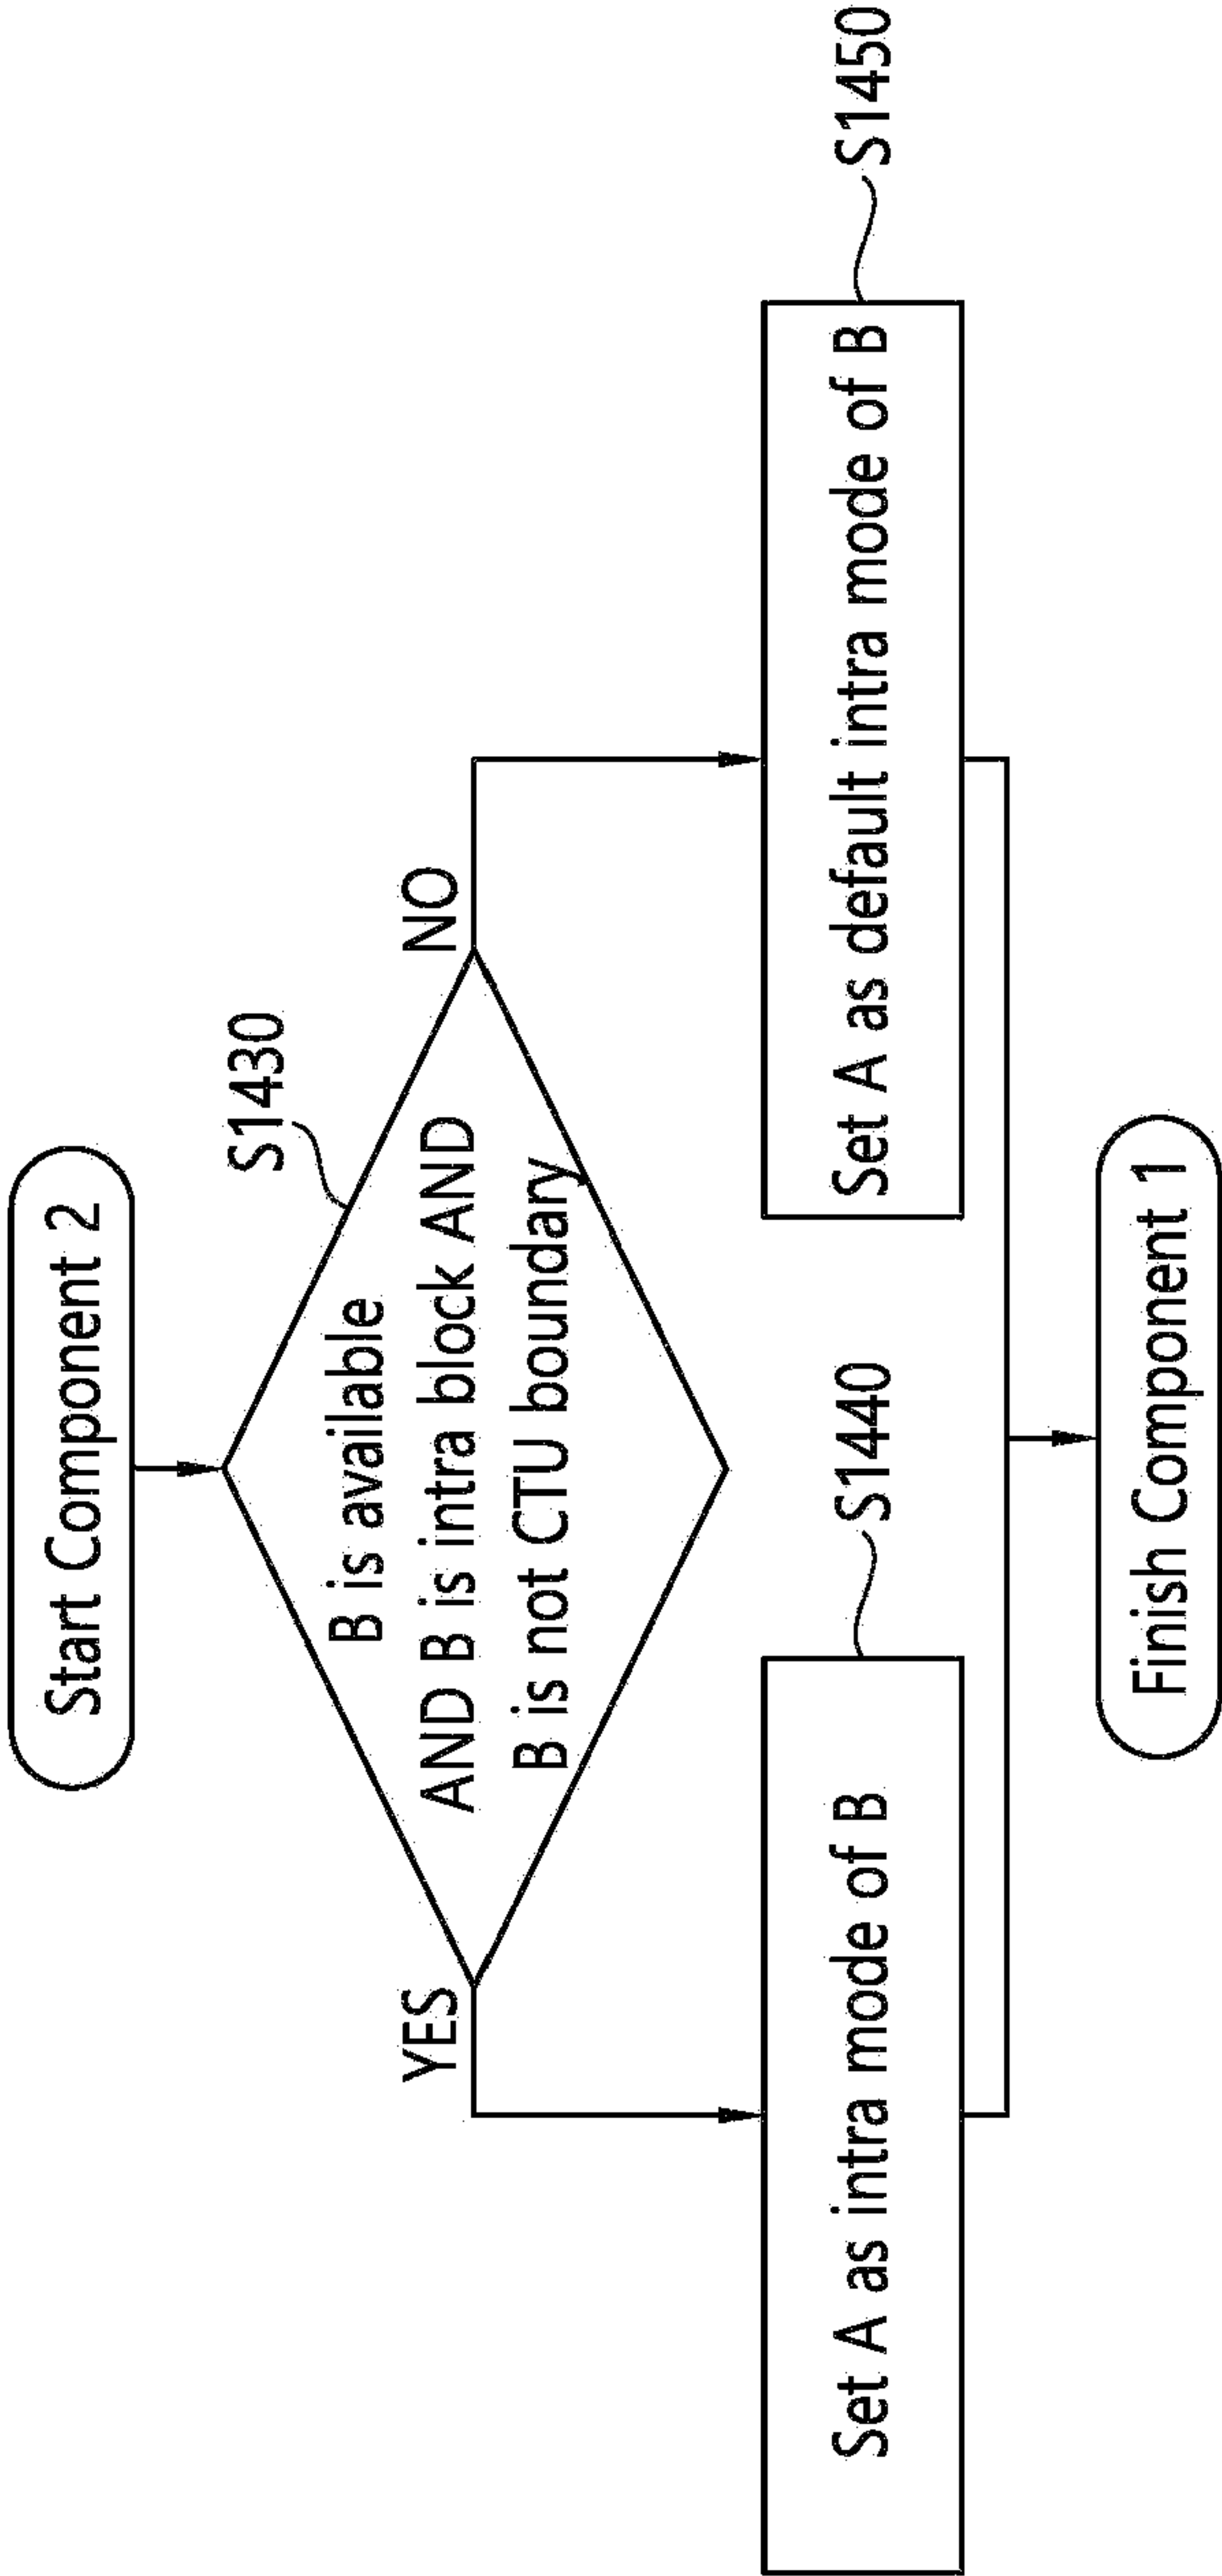 Start Component 2
S1430
B is available
AND B is intra block AND
B is not CTU boundary
YES
NO
S1440
S1450
Set A as intra mode of B
Set A as default intra mode of B
Finish Component 1